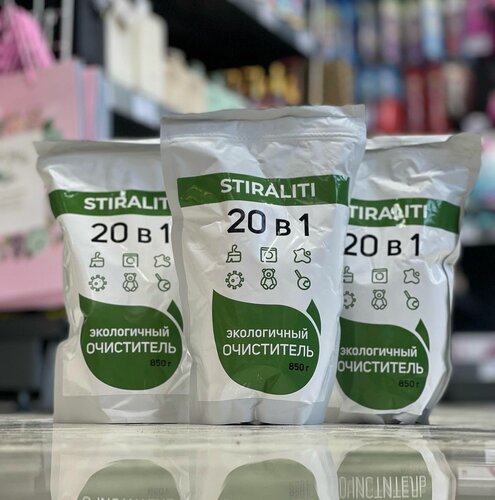 STIRALITI
20 в 1
экологичный
ОЧИСТИТЕЛЬ
850 г
STIRALITI
20 в 1
экологичный
ОЧИСТИТЕЛЬ
850 г
STIRALITI
20 в 1
экологичный
ОЧИСТИТЕЛЬ
850 г